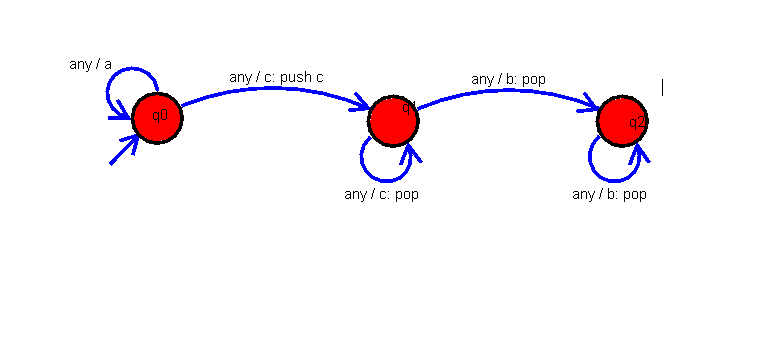 any / a
any / c: push c
any / b: pop
q0
q1
q2
any / c: pop
any / b: pop